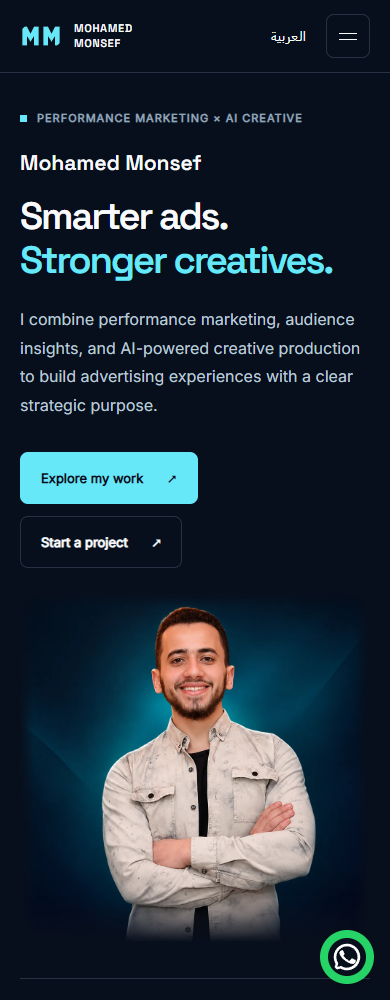 MM
MOHAMED
MONSEF
العربية
PERFORMANCE MARKETING × AI CREATIVE
Mohamed Monsef
Smarter ads.
Stronger creatives.
I combine performance marketing, audience
insights, and AI-powered creative production
to build advertising experiences with a clear
strategic purpose.
Explore my work ↗
Start a project ↗